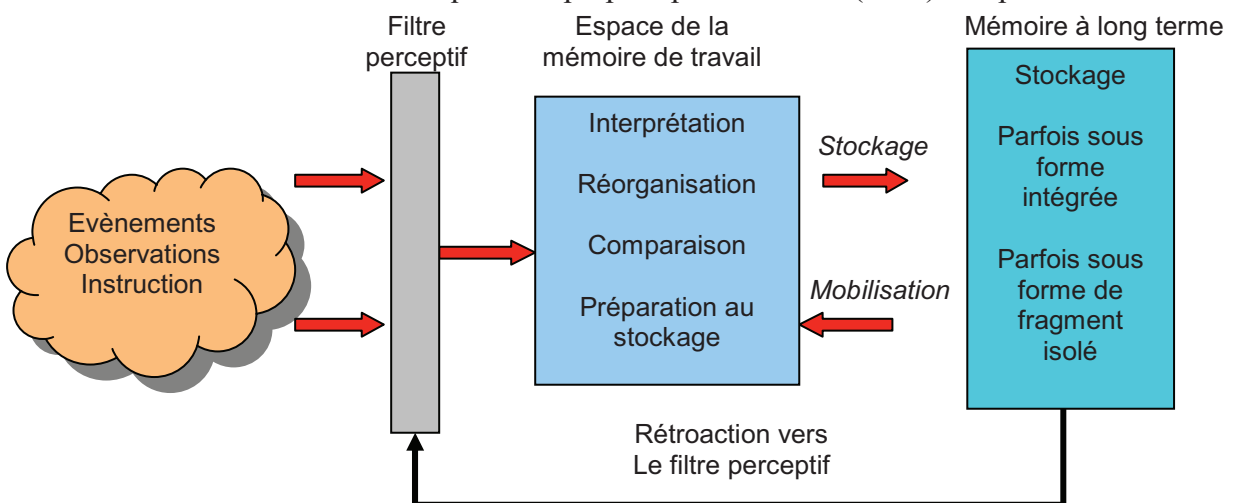 Filtre
perceptif
Espace de la
mémoire de travail
Mémoire à long terme
Evènements
Observations
Instruction
Interprétation
Réorganisation
Comparaison
Préparation au
stockage
Stockage
Mobilisation
Stockage
Parfois sous
forme
intégrée
Parfois sous
forme de
fragment
isolé
Rétroaction vers
Le filtre perceptif